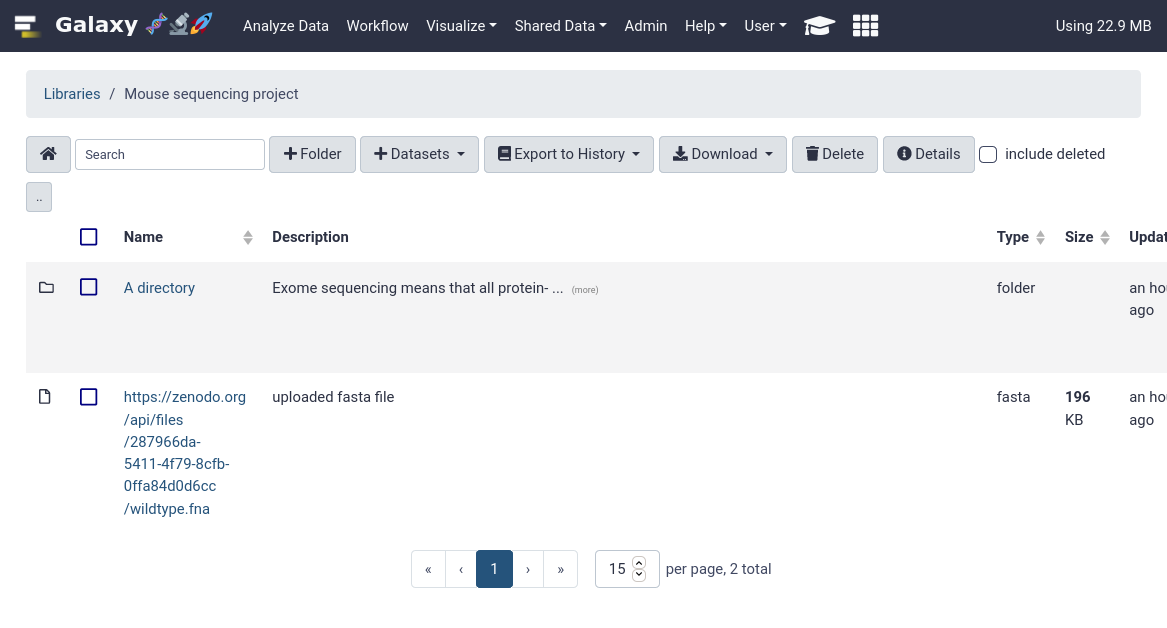 Galaxy Analyze Data Workflow Visualize Shared Data Admin Help User Using 22.9 MB
Libraries / Mouse sequencing project
Search Folder Datasets Export to History Download Delete Details include deleted
..
Name Description Type Size Updat
A directory Exome sequencing means that all protein- ... (more) folder an ho
ago
https://zenodo.org uploaded fasta file fasta 196 an ho
/api/files KB ago
/287966da-
5411-4f79-8cfb-
0ffa84d0d6cc
/wildtype.fna
« ‹ 1 › » 15 per page, 2 total